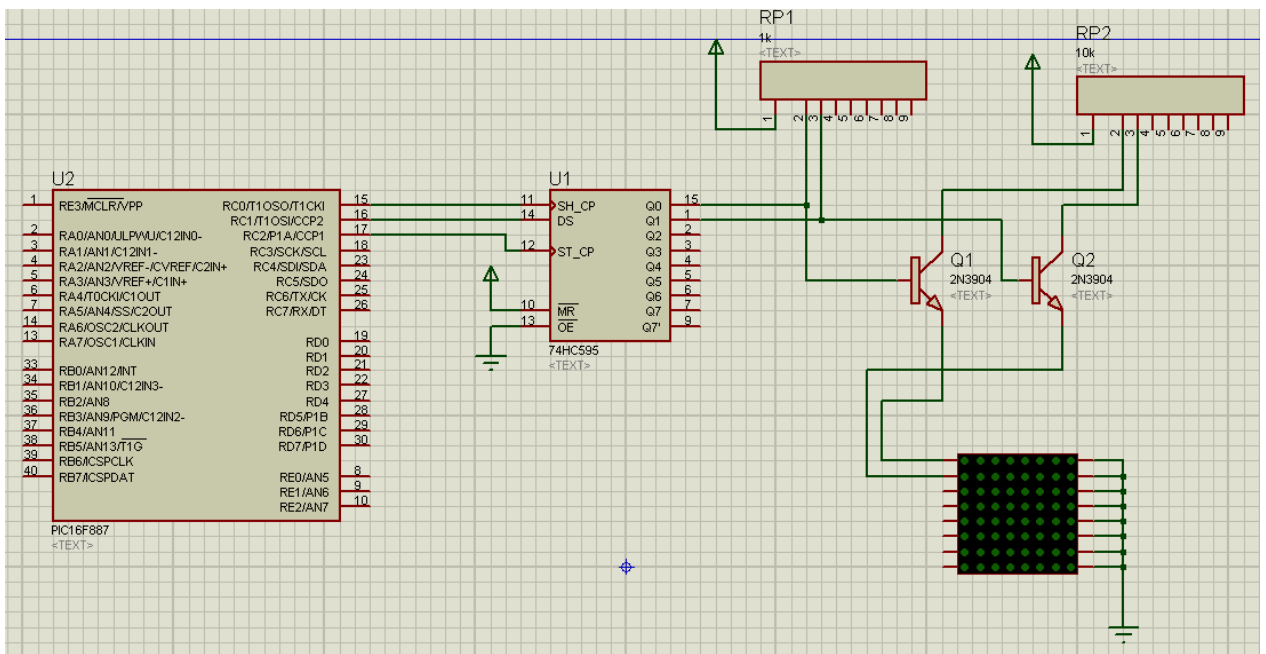 RP1
1k
<TEXT>
1
2
3
4
5
6
7
8
9
RP2
10k
<TEXT>
1
2
3
4
5
6
7
8
9
U2
1 RE3/MCLR/VPP
2 RA0/AN0/ULPWU/C12IN0-
3 RA1/AN1/C12IN1-
4 RA2/AN2/VREF-/CVREF/C2IN+
5 RA3/AN3/VREF+/C1IN+
6 RA4/T0CKI/C1OUT
7 RA5/AN4/SS/C2OUT
14 RA6/OSC2/CLKOUT
13 RA7/OSC1/CLKIN
33 RB0/AN12/INT
34 RB1/AN10/C12IN3-
35 RB2/AN8
36 RB3/AN9/PGM/C12IN2-
37 RB4/AN11
38 RB5/AN13/T1G
39 RB6/ICSPCLK
40 RB7/ICSPDAT
RC0/T1OSO/T1CKI 15
RC1/T1OSI/CCP2 16
RC2/P1A/CCP1 17
RC3/SCK/SCL 18
RC4/SDI/SDA 23
RC5/SDO 24
RC6/TX/CK 25
RC7/RX/DT 26
RD0 19
RD1 20
RD2 21
RD3 22
RD4 27
RD5/P1B 28
RD6/P1C 29
RD7/P1D 30
RE0/AN5 8
RE1/AN6 9
RE2/AN7 10
PIC16F887
<TEXT>
U1
11 SH_CP
14 DS
12 ST_CP
10 MR
13 OE
Q0 15
Q1 1
Q2 2
Q3 3
Q4 4
Q5 5
Q6 6
Q7 7
Q7' 9
74HC595
<TEXT>
Q1
2N3904
<TEXT>
Q2
2N3904
<TEXT>